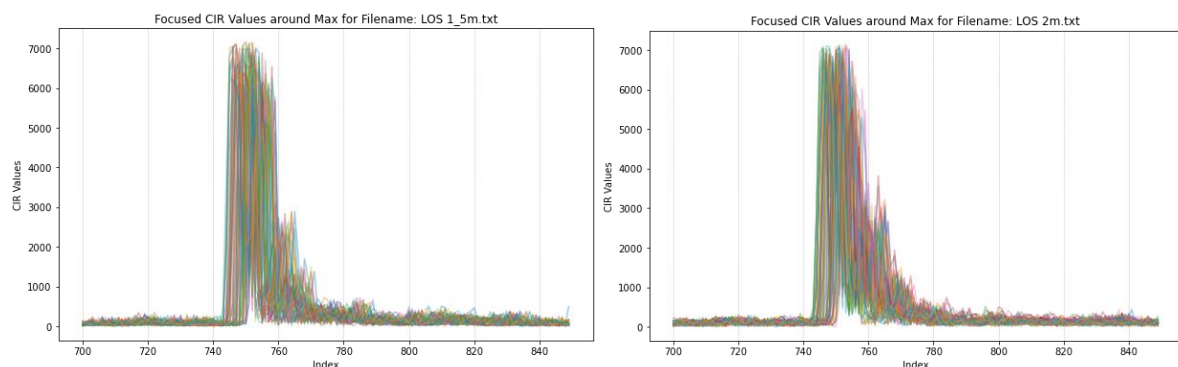 Focused CIR Values around Max for Filename: LOS 1_5m.txt
7000
6000
5000
4000
3000
2000
1000
0
CIR Values
700 720 740 760 780 800 820 840
Index
Focused CIR Values around Max for Filename: LOS 2m.txt
7000
6000
5000
4000
3000
2000
1000
0
CIR Values
700 720 740 760 780 800 820 840
Index